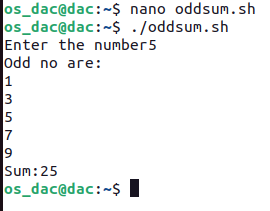 os_dac@dac:~$ nano oddsum.sh
os_dac@dac:~$ ./oddsum.sh
Enter the number5
Odd no are:
1
3
5
7
9
Sum:25
os_dac@dac:~$